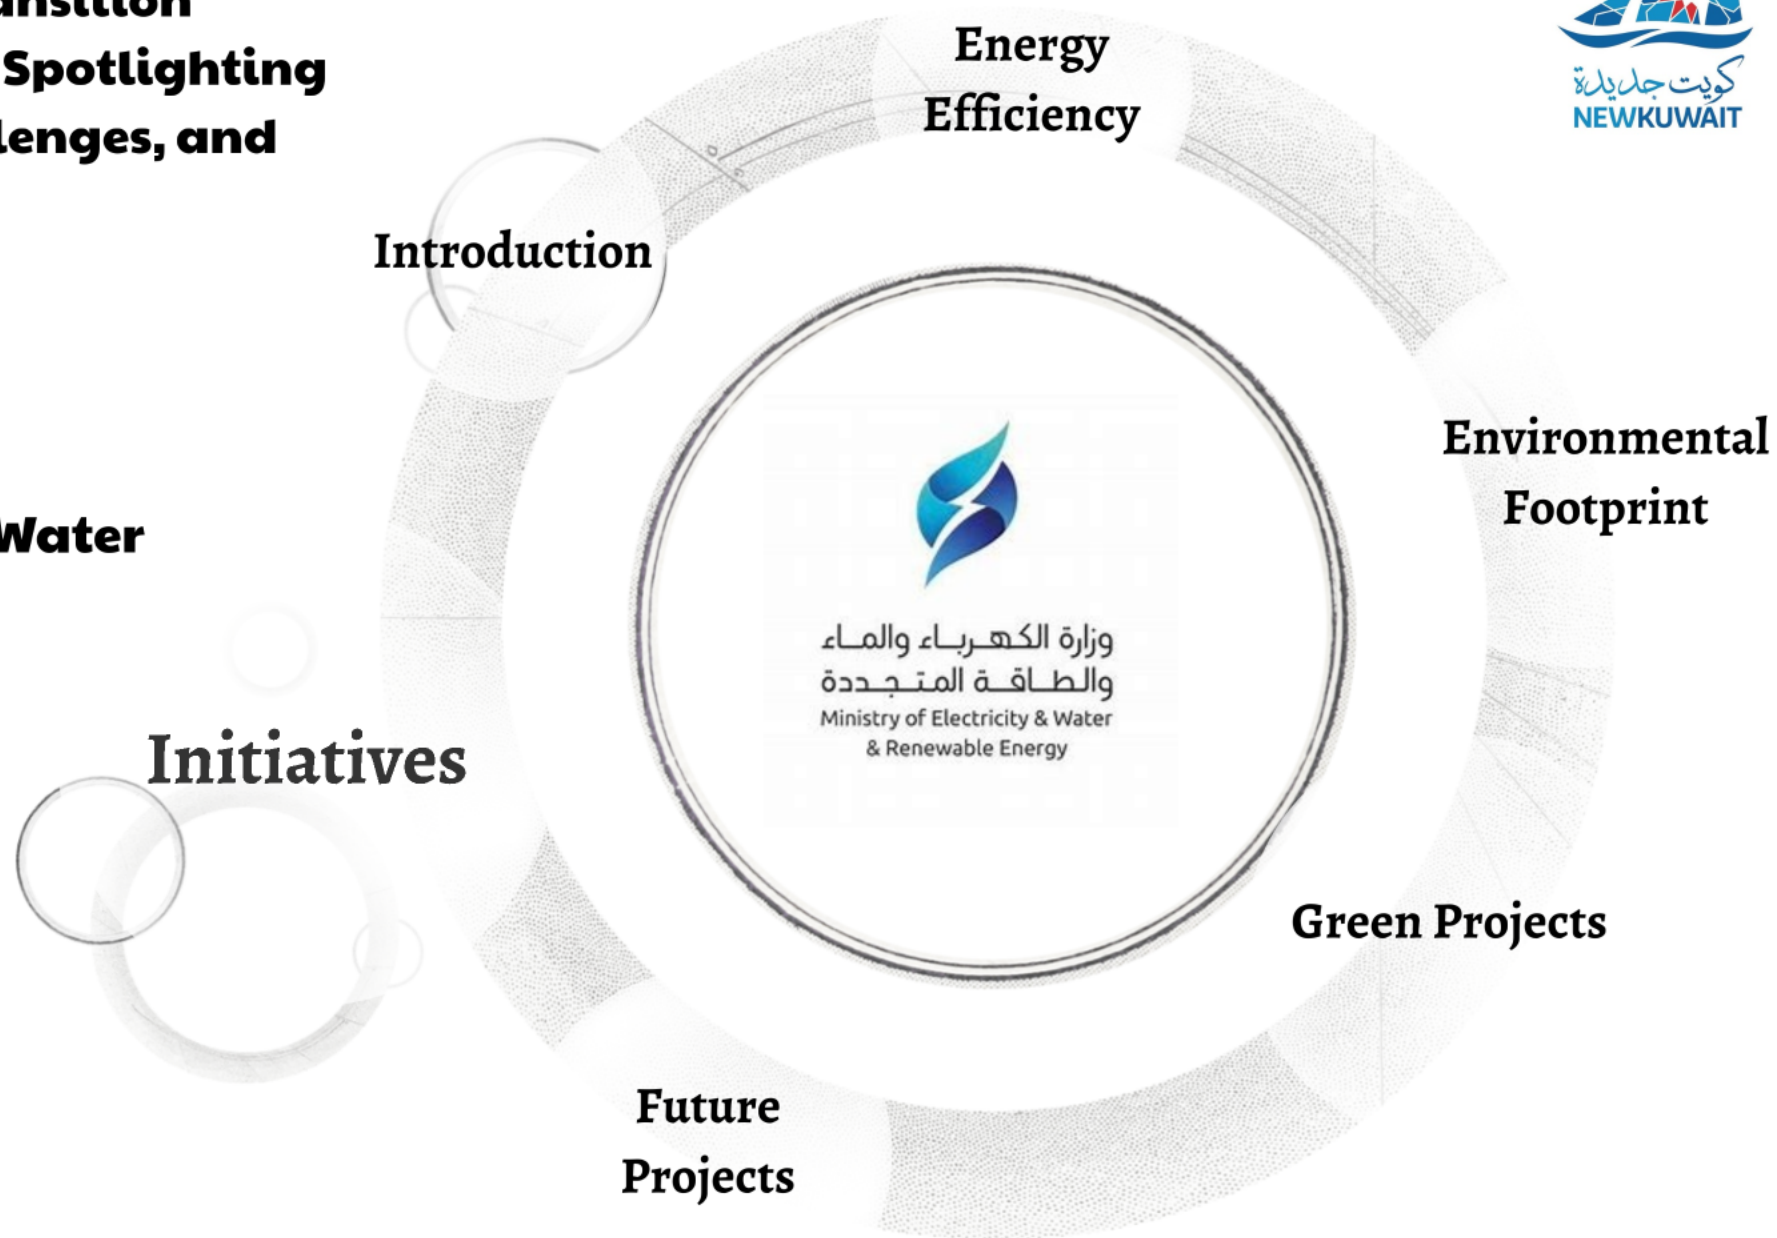 Spotlighting
and
Water
Energy
Efficiency
كويت جديدة
NEWKUWAIT
Introduction
Environmental
Footprint
وزارة الكهرباء والماء
والطاقة المتجددة
Ministry of Electricity & Water
& Renewable Energy
Initiatives
Green Projects
Future
Projects